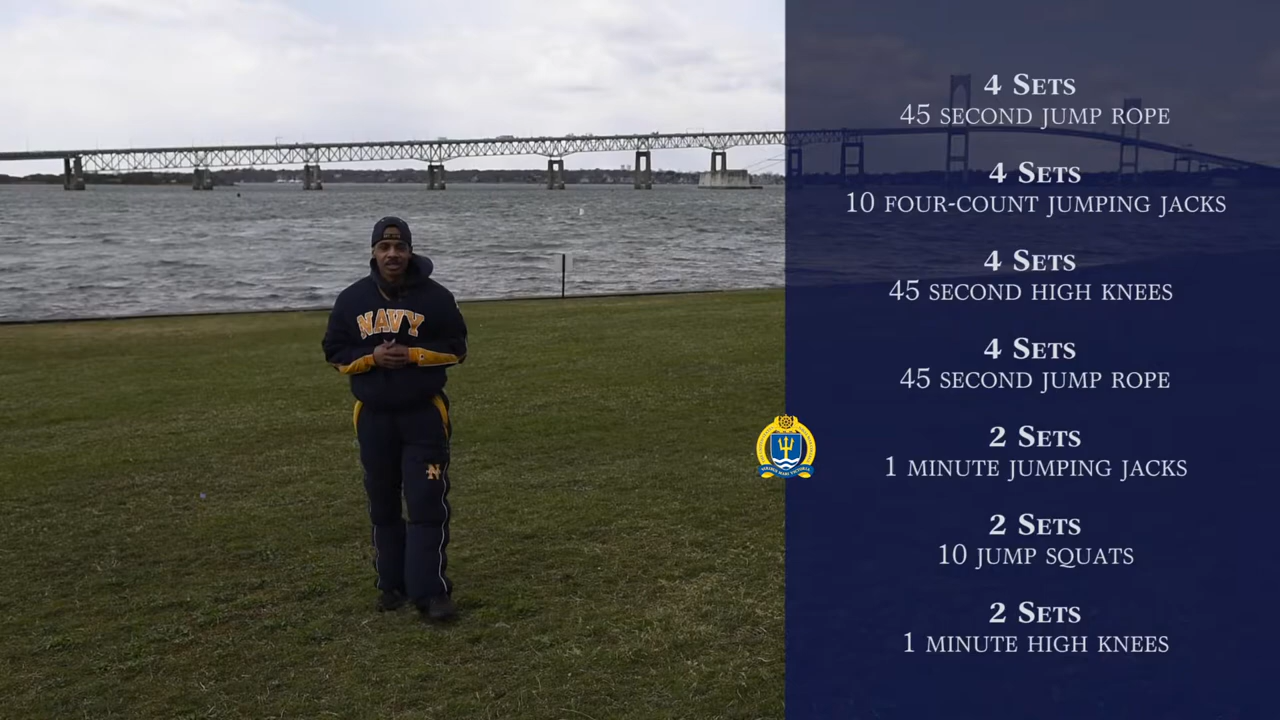 NAVY
N
4 SETS
45 SECOND JUMP ROPE
4 SETS
10 FOUR-COUNT JUMPING JACKS
4 SETS
45 SECOND HIGH KNEES
4 SETS
45 SECOND JUMP ROPE
2 SETS
1 MINUTE JUMPING JACKS
2 SETS
10 JUMP SQUATS
2 SETS
1 MINUTE HIGH KNEES